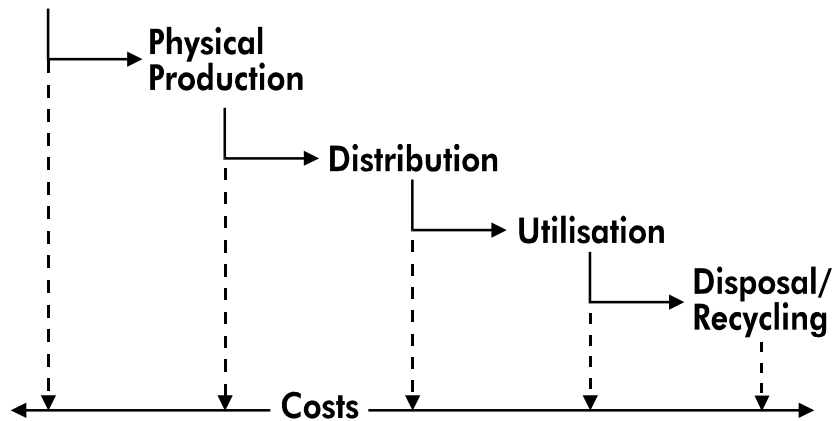 Physical
Production
Distribution
Utilisation
Disposal/
Recycling
Costs